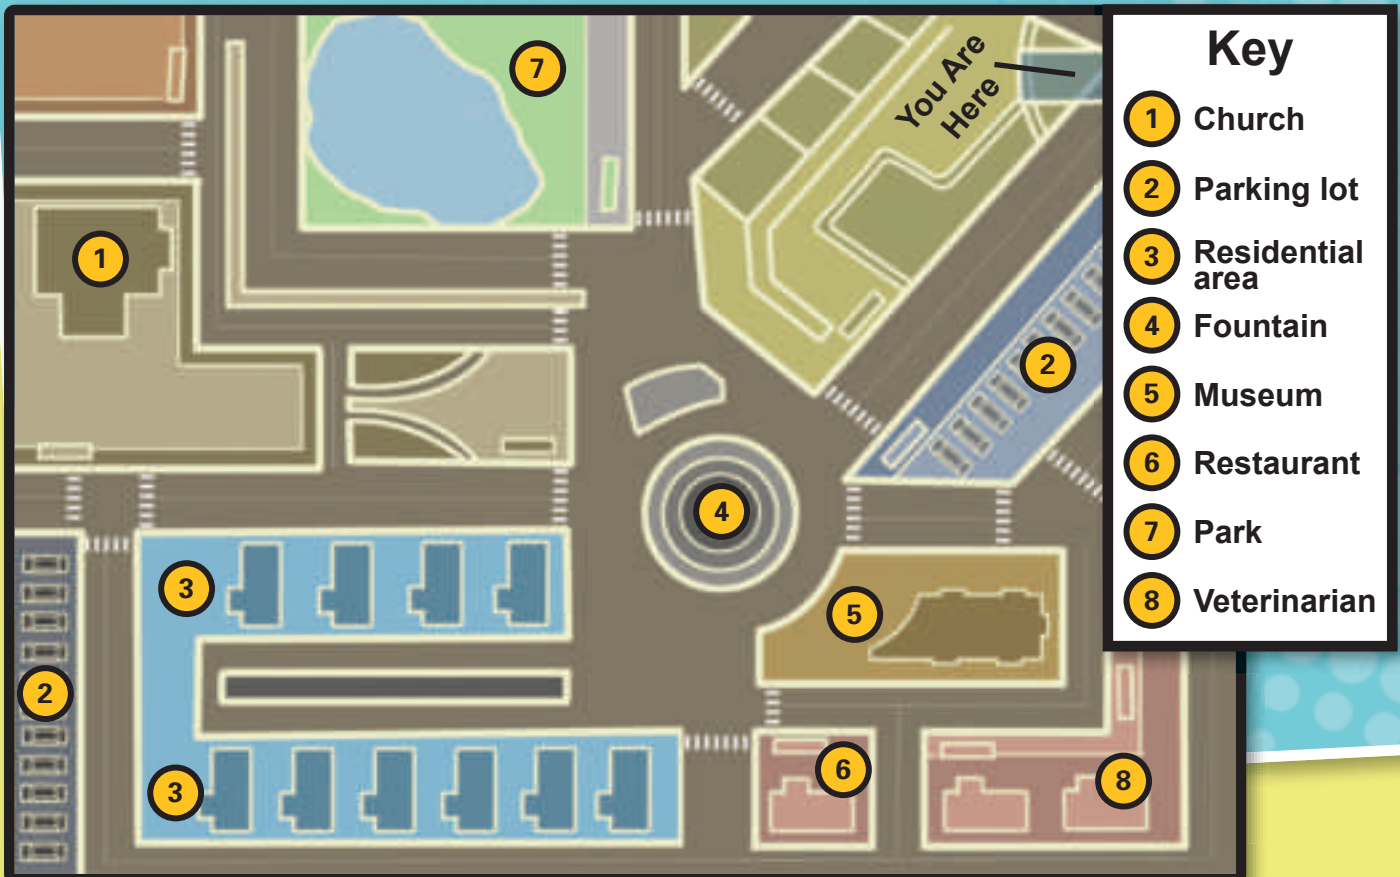 7
You Are
Here
1
2
4
3
5
2
6
3
8
Key
1 Church
2 Parking lot
3 Residential
area
4 Fountain
5 Museum
6 Restaurant
7 Park
8 Veterinarian